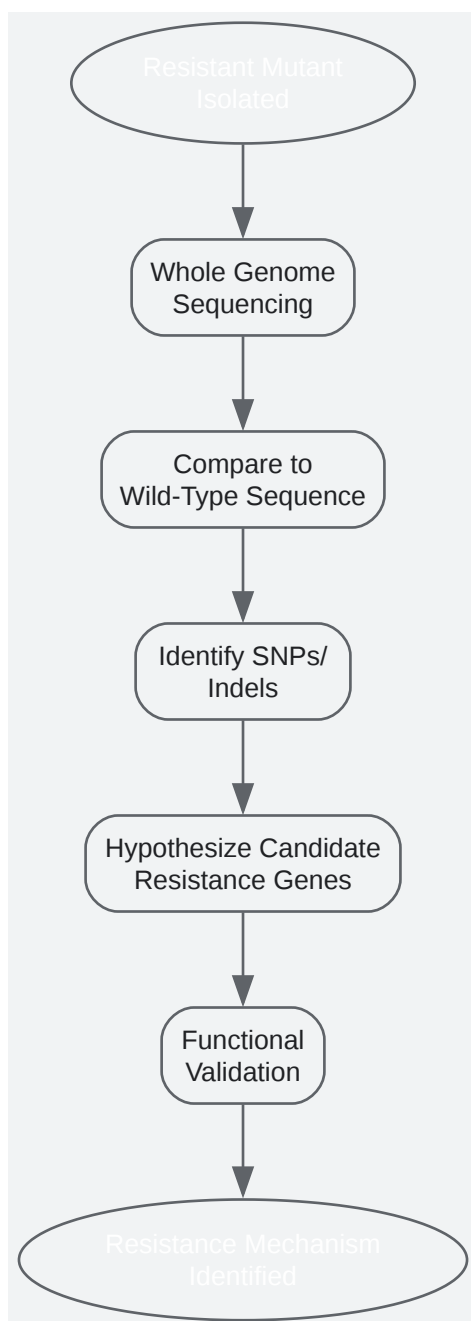 Resistant Mutant
Isolated
Whole Genome
Sequencing
Compare to
Wild-Type Sequence
Identify SNPs/
Indels
Hypothesize Candidate
Resistance Genes
Functional
Validation
Resistance Mechanism
Identified